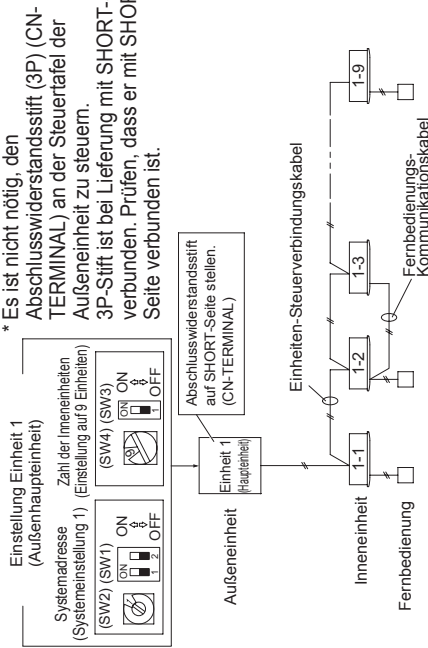 * Es ist nicht nötig, den
Abschlusswiderstandsstift (3P) (CN-
TERMINAL) an der Steuertafel der
Außeneinheit zu steuern.
3P-Stift ist bei Lieferung mit SHORT-
verbunden. Prüfen, dass er mit SHOR
Seite verbunden ist.
Einstellung Einheit 1
(Außenhaupteinheit)
Systemadresse
(Systemeinstellung 1)
Zahl der Inneneinheiten
(Einstellung auf 9 Einheiten)
(SW2) (SW1)
(SW4) (SW3)
ON
ON
OFF
1 2
ON
ON
OFF
1
9
Abschlusswiderstandsstift
auf SHORT-Seite stellen.
(CN-TERMINAL)
Außeneinheit
Einheit 1
(Haupteinheit)
Einheiten-Steuerverbindungskabel
Inneneinheit
1-1
1-2
1-3
1-9
Fernbedienung
Fernbedienungs-
Kommunikationskabel